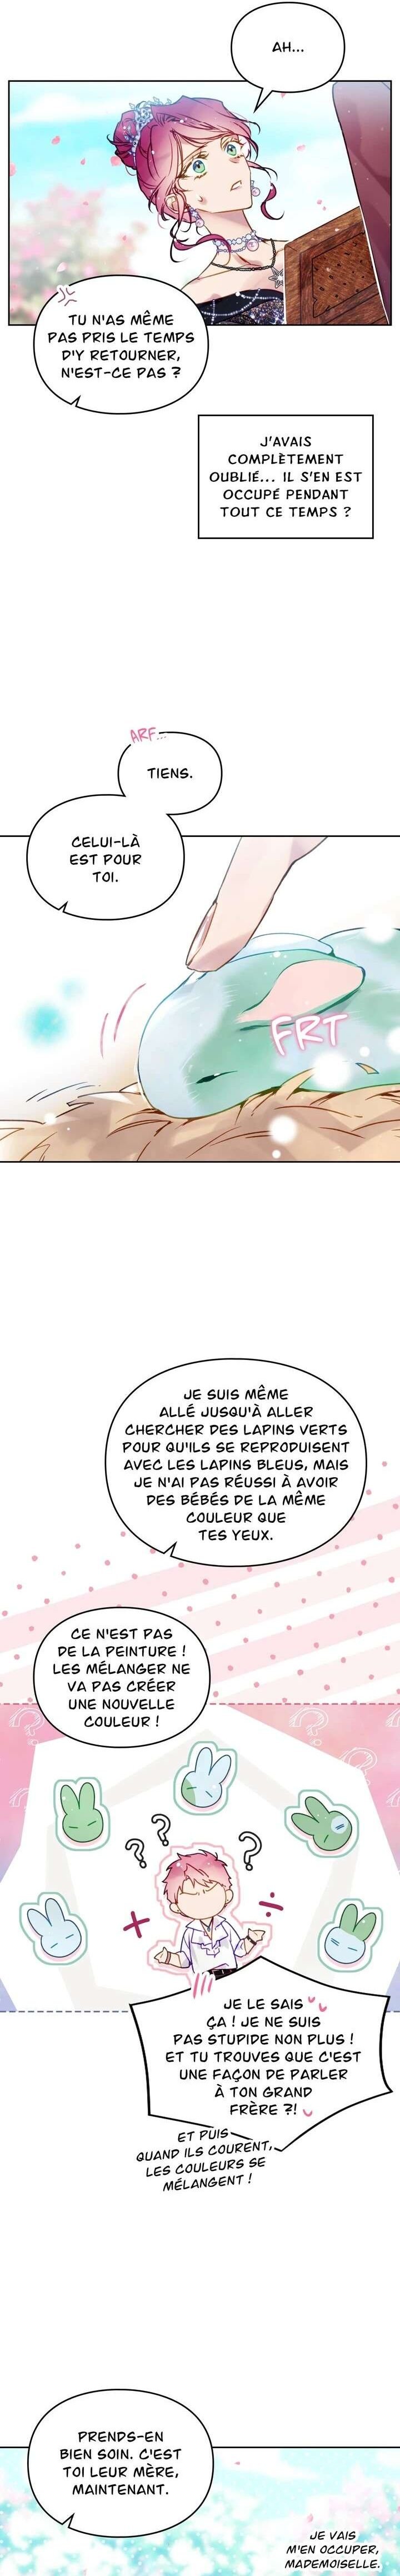 AH...
TU N'AS MÊME
PAS PRIS LE TEMPS
D'Y RETOURNER,
N'EST-CE PAS ?
J'AVAIS
COMPLÈTEMENT
OUBLIÉ... IL S'EN EST
OCCUPÉ PENDANT
TOUT CE TEMPS ?
ARF...
TIENS.
CELUI-LÀ
EST POUR
TOI.
FRT
JE SUIS MÊME
ALLÉ JUSQU'À ALLER
CHERCHER DES LAPINS VERTS
POUR QU'ILS SE REPRODUISENT
AVEC LES LAPINS BLEUS, MAIS
JE N'AI PAS RÉUSSI À AVOIR
DES BÉBÉS DE LA MÊME
COULEUR QUE
TES YEUX.
CE N'EST PAS
DE LA PEINTURE !
LES MÉLANGER NE
VA PAS CRÉER
UNE NOUVELLE
COULEUR !
? ? ?
+ ÷
JE LE SAIS
ÇA ! JE NE SUIS
PAS STUPIDE NON PLUS !
ET TU TROUVES QUE C'EST
UNE FAÇON DE PARLER
À TON GRAND
FRÈRE ?!
ET PUIS
QUAND ILS COURENT,
LES COULEURS SE
MÉLANGENT !
PRENDS-EN
BIEN SOIN. C'EST
TOI LEUR MÈRE,
MAINTENANT.
JE VAIS
M'EN OCCUPER,
MADEMOISELLE.